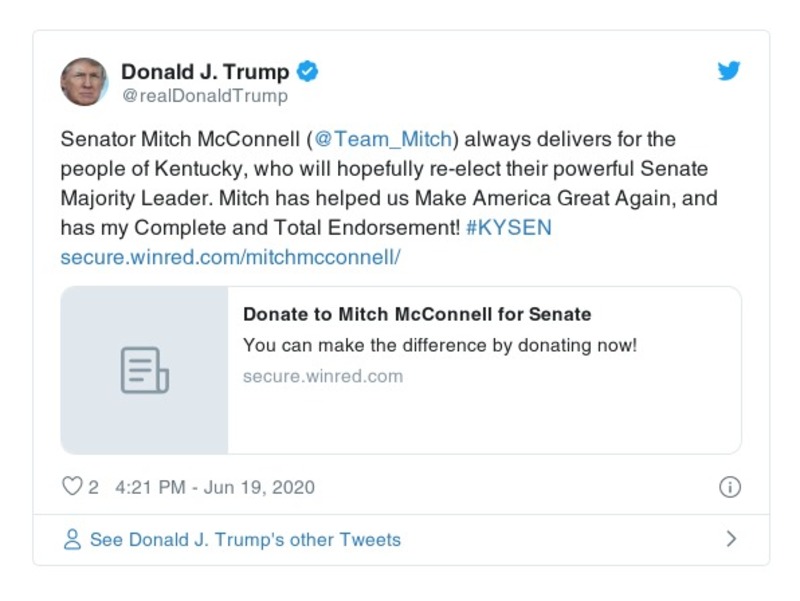 Donald J. Trump
@realDonaldTrump
Senator Mitch McConnell (@Team_Mitch) always delivers for the
people of Kentucky, who will hopefully re-elect their powerful Senate
Majority Leader. Mitch has helped us Make America Great Again, and
has my Complete and Total Endorsement! #KYSEN
secure.winred.com/mitchmcconnell/
Donate to Mitch McConnell for Senate
You can make the difference by donating now!
secure.winred.com
2 4:21 PM - Jun 19, 2020
See Donald J. Trump's other Tweets